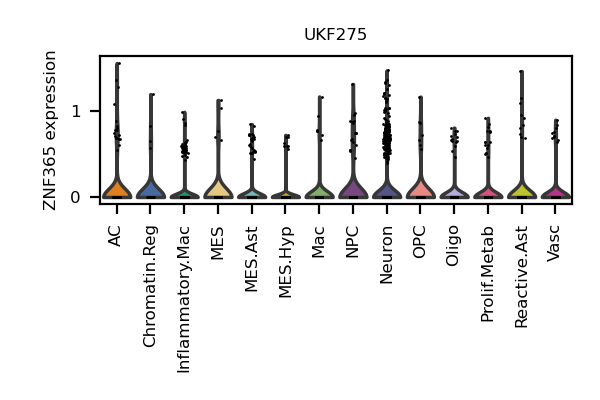 UKF275
ZNF365 expression
1
0
AC
Chromatin.Reg
Inflammatory.Mac
MES
MES.Ast
MES.Hyp
Mac
NPC
Neuron
OPC
Oligo
Prolif.Metab
Reactive.Ast
Vasc